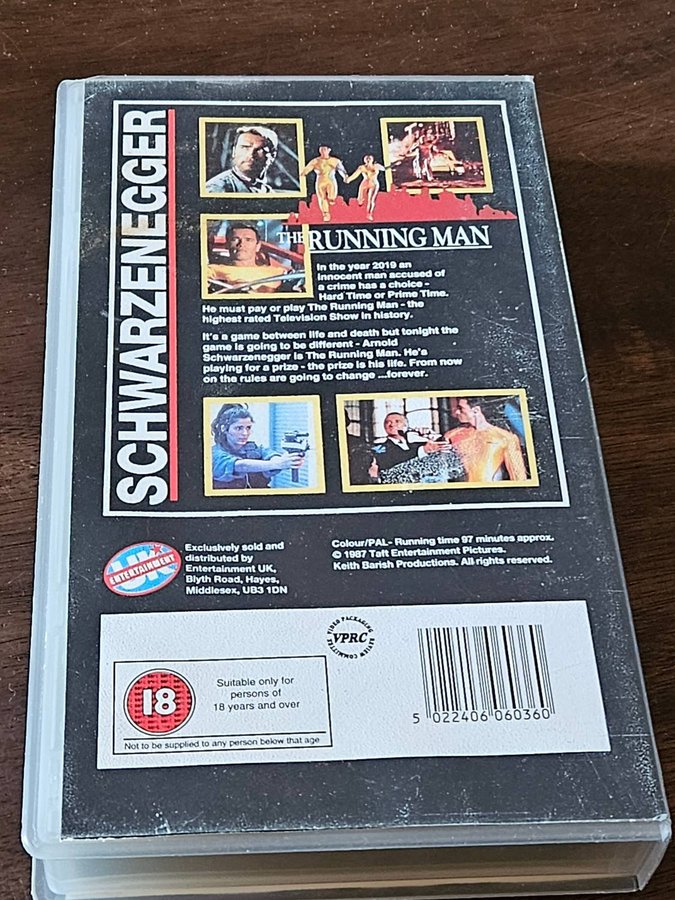 SCHWARZENEGGER
THE RUNNING MAN
In the year 2019 an
innocent man accused of
a crime has a choice -
Hard Time or Prime Time.
He must pay or play The Running Man - the
highest rated Television Show in history.
It's a game between life and death but tonight the
game is going to be different - Arnold
Schwarzenegger is The Running Man. He's
playing for a prize - the prize is his life. From now
on the rules are going to change ...forever.
UK
ENTERTAINMENT
Exclusively sold and
distributed by
Entertainment UK,
Blyth Road, Hayes,
Middlesex, UB3 1DN
Colour/PAL- Running time 97 minutes approx.
© 1987 Taft Entertainment Pictures.
Keith Barish Productions. All rights reserved.
VIDEO PACKAGING
VPRC
REVIEW COMMITTEE
18
Suitable only for
persons of
18 years and over
Not to be supplied to any person below that age
5 022406 060360